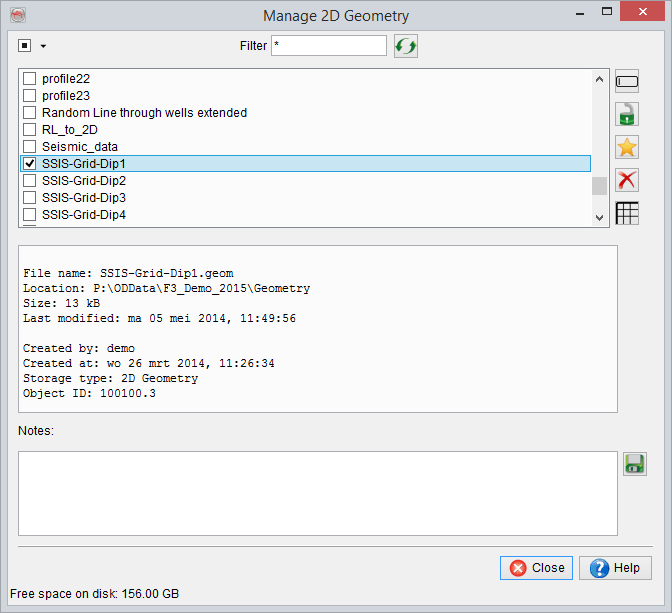 Manage 2D Geometry
Filter *
profile22
profile23
Random Line through wells extended
RL_to_2D
Seismic_data
SSIS-Grid-Dip1
SSIS-Grid-Dip2
SSIS-Grid-Dip3
SSIS-Grid-Dip4
File name: SSIS-Grid-Dip1.geom
Location: P:\ODData\F3_Demo_2015\Geometry
Size: 13 kB
Last modified: ma 05 mei 2014, 11:49:56
Created by: demo
Created at: wo 26 mrt 2014, 11:26:34
Storage type: 2D Geometry
Object ID: 100100.3
Notes:
Close Help
Free space on disk: 156.00 GB